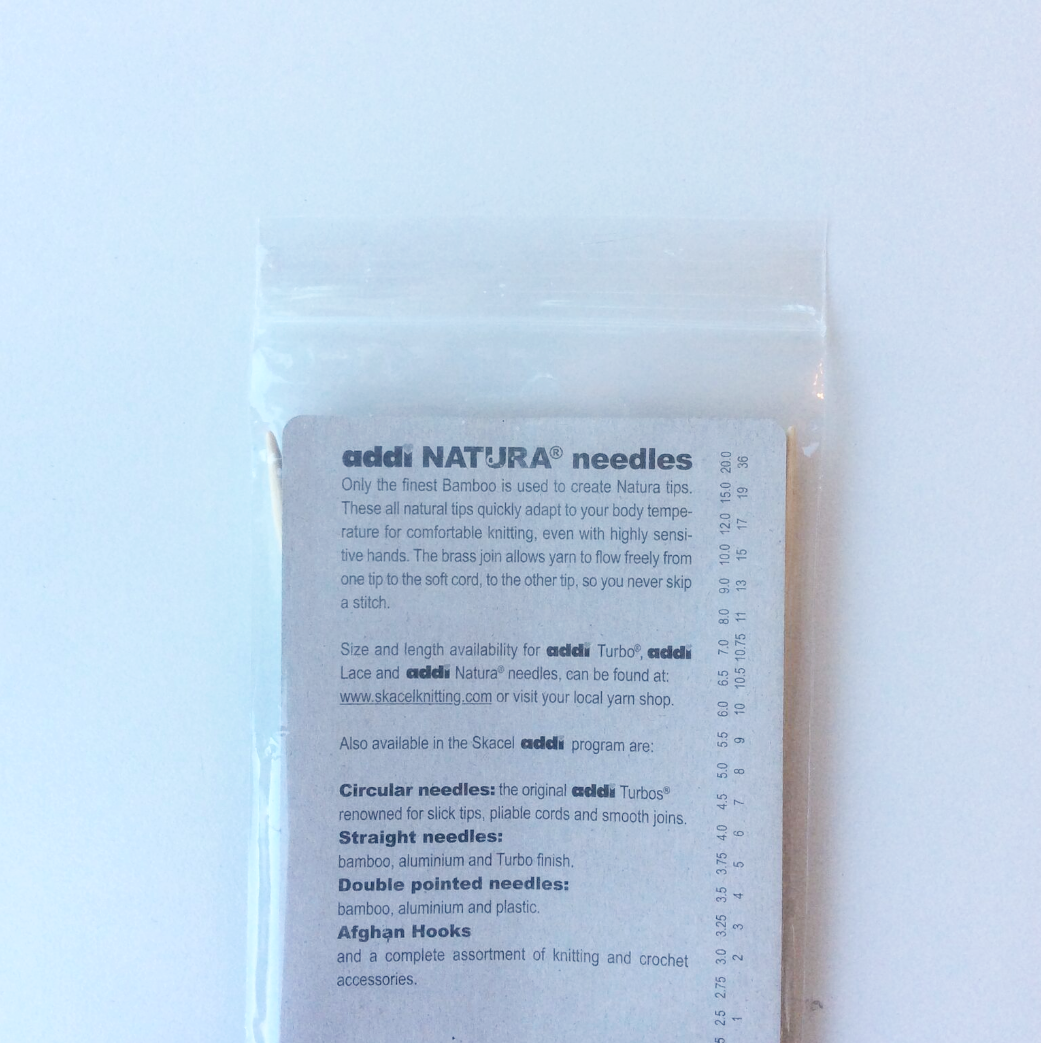 addi NATURA® needles
Only the finest Bamboo is used to create Natura tips.
These all natural tips quickly adapt to your body tempe-
rature for comfortable knitting, even with highly sensi-
tive hands. The brass join allows yarn to flow freely from
one tip to the soft cord, to the other tip, so you never skip
a stitch.
Size and length availability for addi Turbo®, addi
Lace and addi Natura® needles, can be found at:
www.skacelknitting.com or visit your local yarn shop.
Also available in the Skacel addi program are:
Circular needles: the original addi Turbos®
renowned for slick tips, pliable cords and smooth joins.
Straight needles:
bamboo, aluminium and Turbo finish.
Double pointed needles:
bamboo, aluminium and plastic.
Afghan Hooks
and a complete assortment of knitting and crochet
accessories.
2.5 2.75 3.0 3.25 3.5 3.75 4.0 4.5 5.0 5.5 6.0 6.5 7.0 8.0 9.0 10.0 12.0 15.0 20.0
1 2 3 4 5 6 7 8 9 10 10.5 10.75 11 13 15 17 19 36